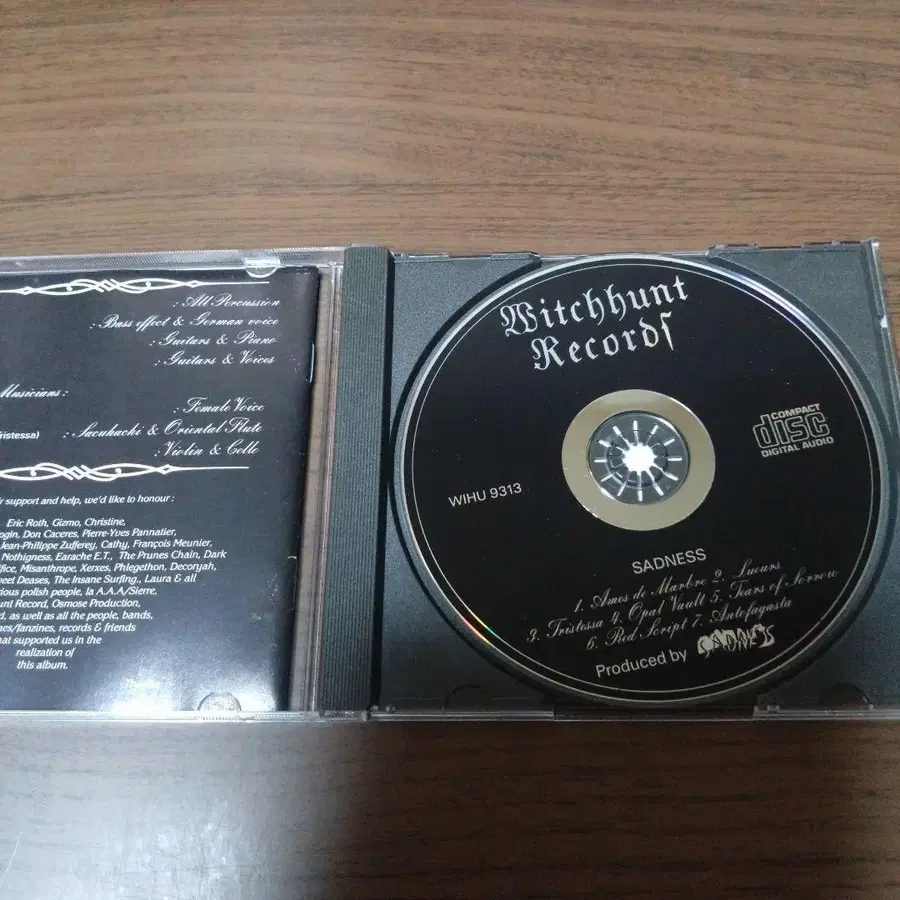 : All Percussion
: Bass effect & German voice
: Guitars & Piano
: Guitars & Voices
Musicians :
: Female Voice
ristessa) : Sacuhachi & Oriental Flute
: Violin & Cello
r support and help, we'd like to honour :
Eric Roth, Gizmo, Christine,
ogin, Don Caceres, Pierre-Yves Pannatier,
Jean-Philippe Zufferey, Cathy, François Meunier,
Nothigness, Earache E.T., The Prunes Chain, Dark
ifice, Misanthrope, Xerxes, Phlegethon, Decoryah,
eet Deases, The Insane Surfing., Laura & all
rious polish people, la A.A.A/Sierre,
unt Record, Osmose Production,
d, as well as all the people, bands,
nes/fanzines, records & friends
hat supported us in the
realization of
this album.
Witchhunt
Recordſ
COMPACT
disc
DIGITAL AUDIO
WIHU 9313
SADNESS
1. Ames de Marbre 2. Lueurs
3. Tristessa 4. Opal Vault 5. Tears of Sorrow
6. Red Script 7. Antofagasta
Produced by SADNESS